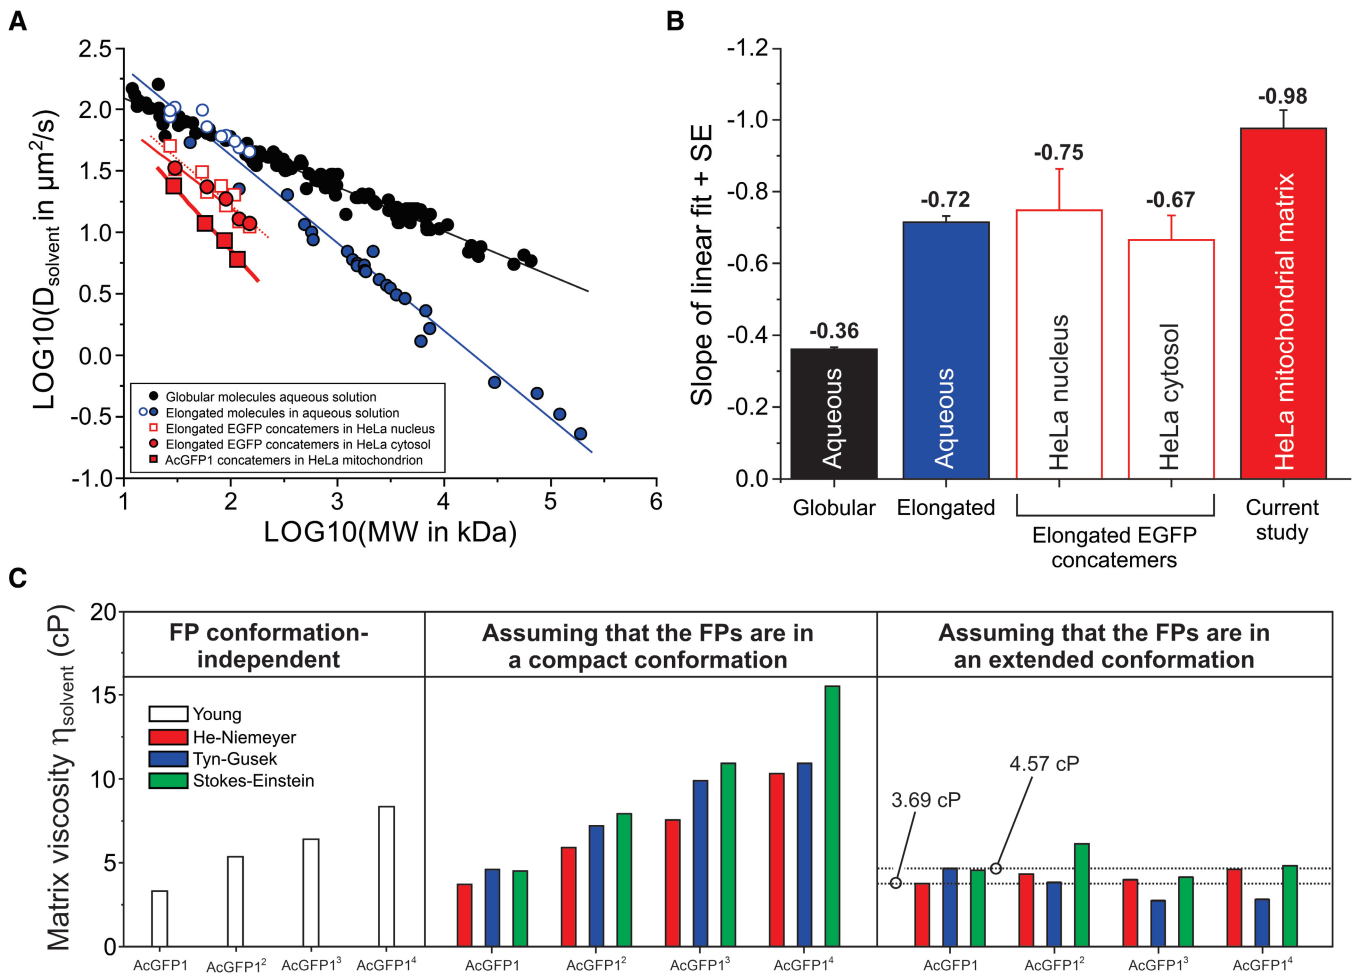 A
LOG10(Dsolvent in µm²/s)
2.5
2.0
1.5
1.0
0.5
0.0
-0.5
-1.0
Globular molecules aqueous solution
Elongated molecules in aqueous solution
Elongated EGFP concatemers in HeLa nucleus
Elongated EGFP concatemers in HeLa cytosol
AcGFP1 concatemers in HeLa mitochondrion
1 2 3 4 5 6
LOG10(MW in kDa)
B
Slope of linear fit + SE
-1.2
-1.0
-0.8
-0.6
-0.4
-0.2
0.0
-0.36
-0.72
-0.75
-0.67
-0.98
Aqueous
Aqueous
HeLa nucleus
HeLa cytosol
HeLa mitochondrial matrix
Globular
Elongated
Elongated EGFP
concatemers
Current
study
C
Matrix viscosity ηsolvent (cP)
20
15
10
5
0
FP conformation-
independent
Young
He-Niemeyer
Tyn-Gusek
Stokes-Einstein
AcGFP1 AcGFP1² AcGFP1³ AcGFP1⁴
Assuming that the FPs are in
a compact conformation
AcGFP1 AcGFP1² AcGFP1³ AcGFP1⁴
Assuming that the FPs are in
an extended conformation
4.57 cP
3.69 cP
AcGFP1 AcGFP1² AcGFP1³ AcGFP1⁴